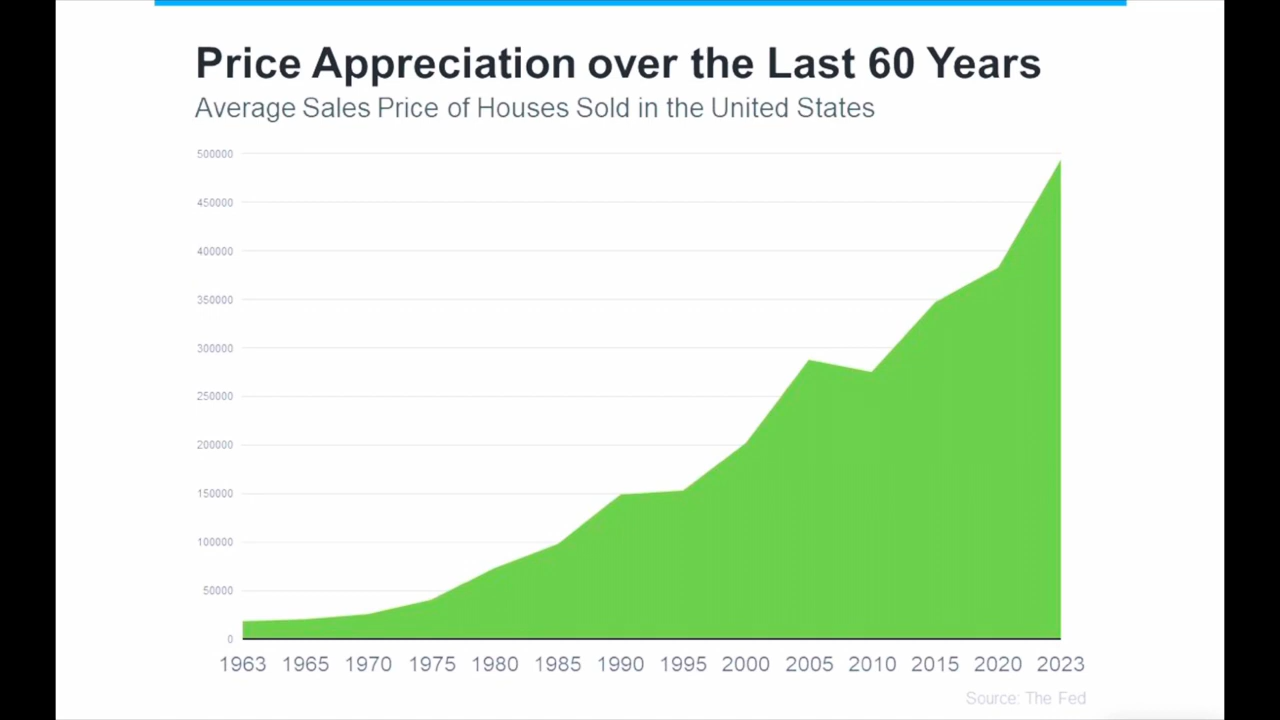 Price Appreciation over the Last 60 Years
Average Sales Price of Houses Sold in the United States
500000
450000
400000
350000
300000
250000
200000
150000
100000
50000
0
1963 1965 1970 1975 1980 1985 1990 1995 2000 2005 2010 2015 2020 2023
Source: The Fed